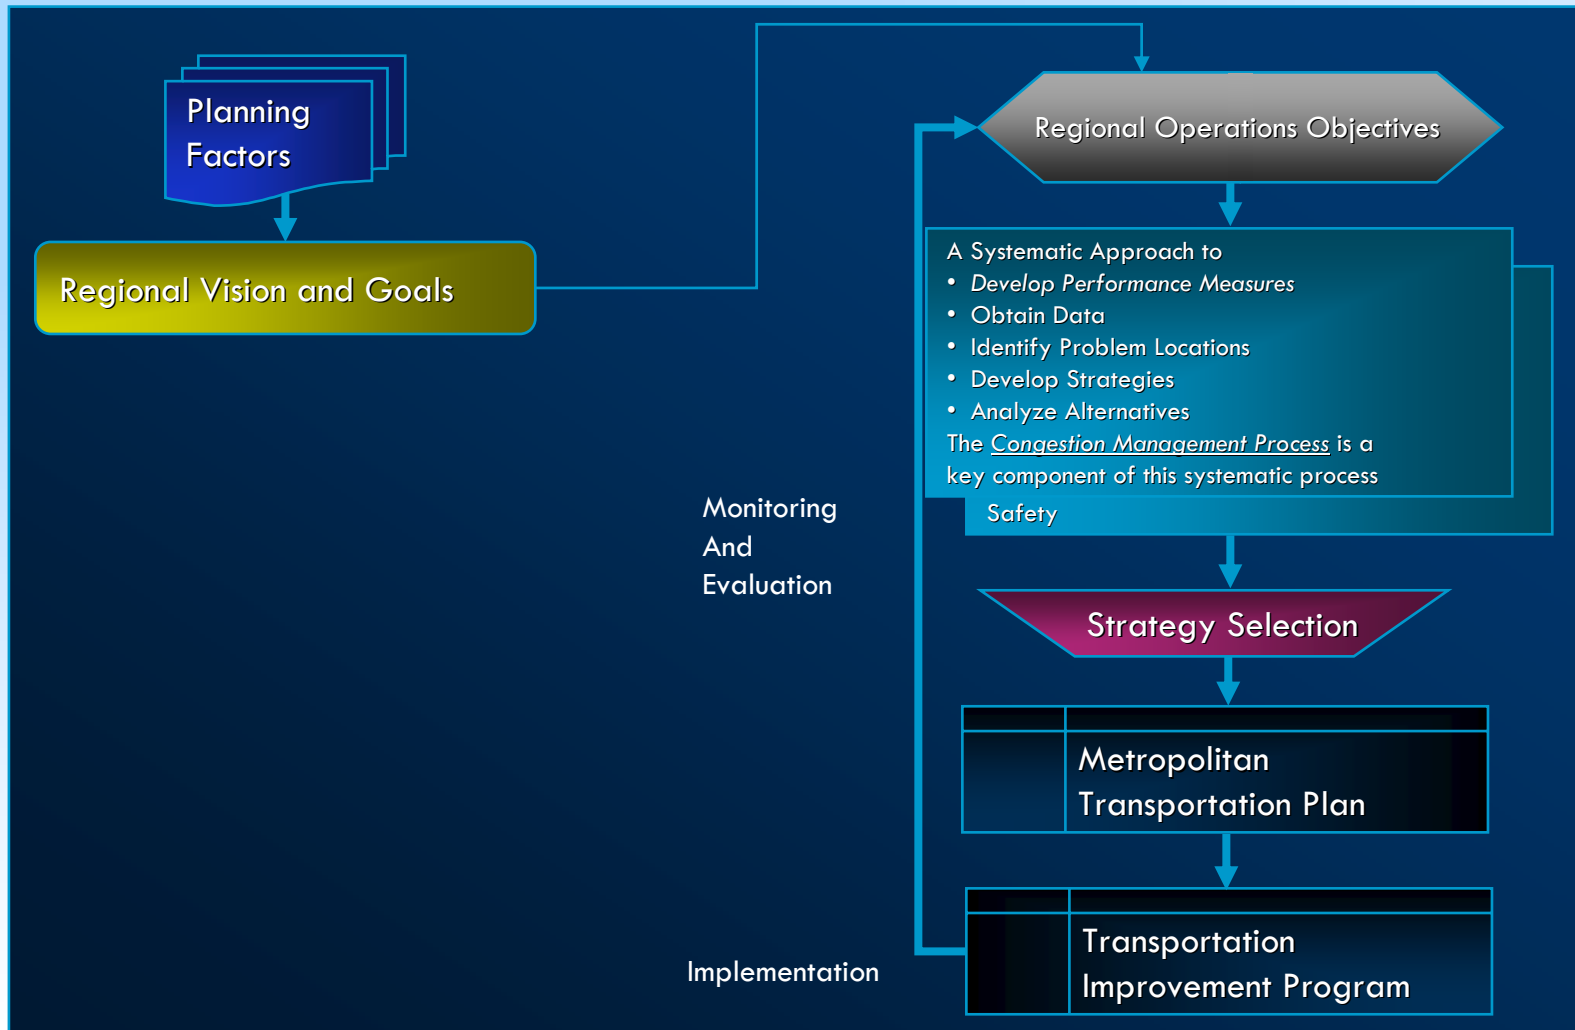 Planning
Factors
Regional Vision and Goals
Regional Operations Objectives
A Systematic Approach to
• Develop Performance Measures
• Obtain Data
• Identify Problem Locations
• Develop Strategies
• Analyze Alternatives
The Congestion Management Process is a
key component of this systematic process
Safety
Monitoring
And
Evaluation
Strategy Selection
Metropolitan
Transportation Plan
Implementation
Transportation
Improvement Program